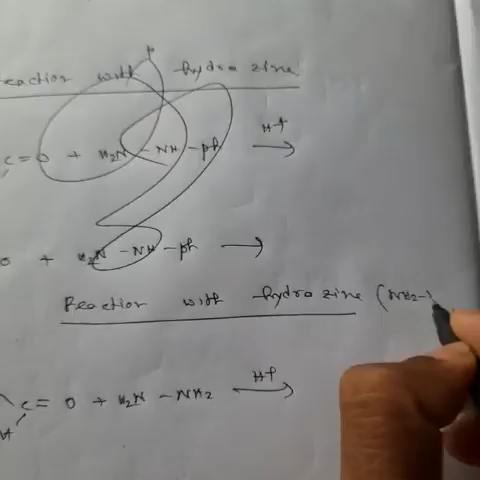 reaction with hydrazine
C=O + H2N-NH-ph H+ →
O + H2N-NH-ph →
Reaction with hydrazine (NH2-)
C=O + H2N-NH2 H+ →
H